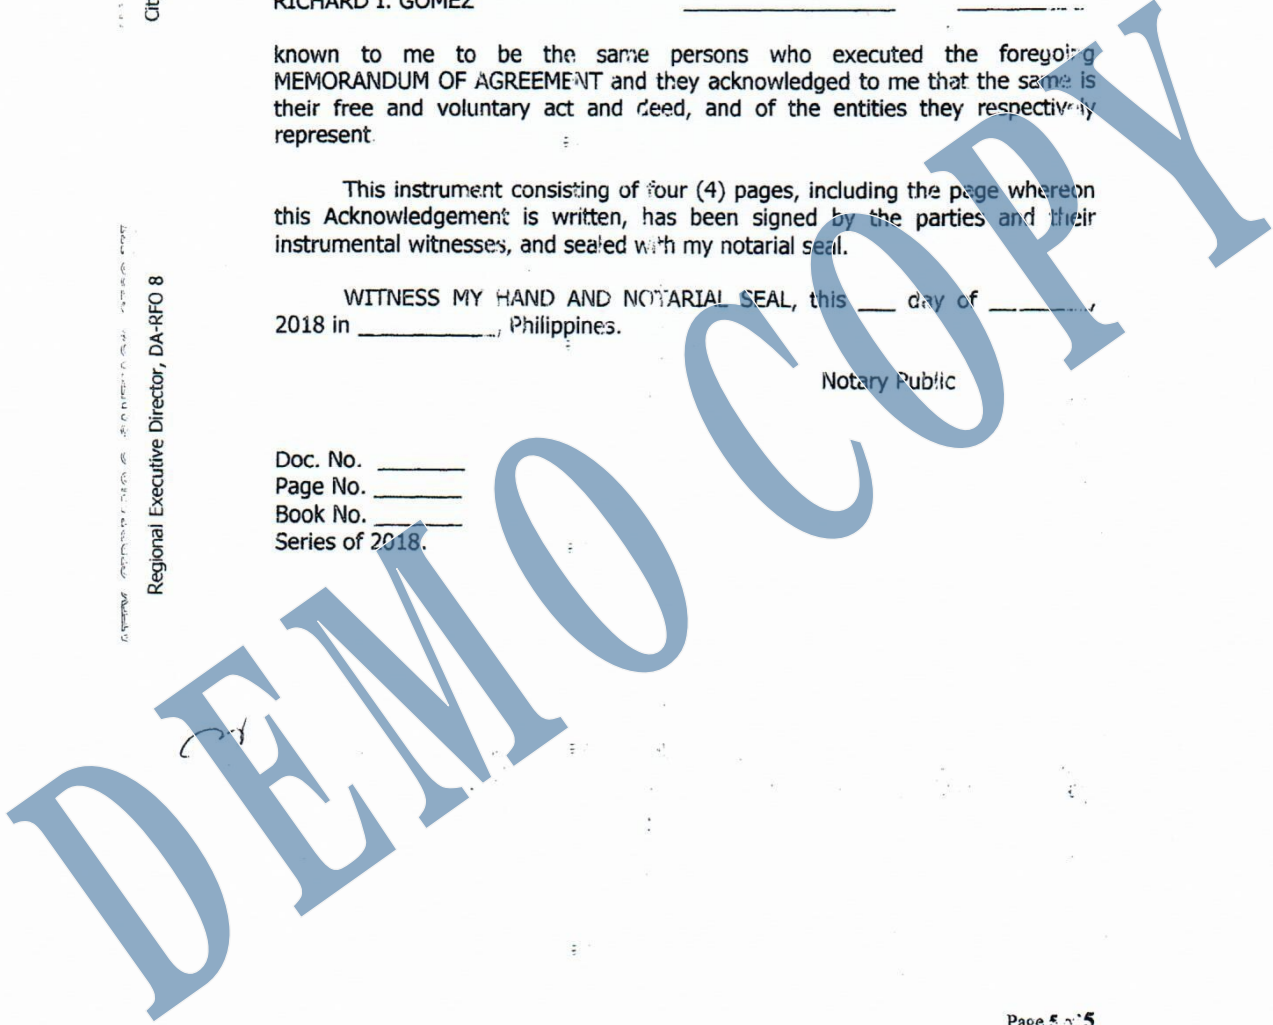 RICHARD I. GOMEZ
known to me to be the same persons who executed the foregoing
MEMORANDUM OF AGREEMENT and they acknowledged to me that the same is
their free and voluntary act and deed, and of the entities they respectively
represent.
This instrument consisting of four (4) pages, including the page whereon
this Acknowledgement is written, has been signed by the parties and their
instrumental witnesses, and sealed with my notarial seal.
WITNESS MY HAND AND NOTARIAL SEAL, this ___ day of ________,
2018 in ____________, Philippines.
Notary Public
Doc. No. _______
Page No. _______
Book No. _______
Series of 2018.
Regional Executive Director, DA-RFO 8
DEMO COPY
Page 5 of 5